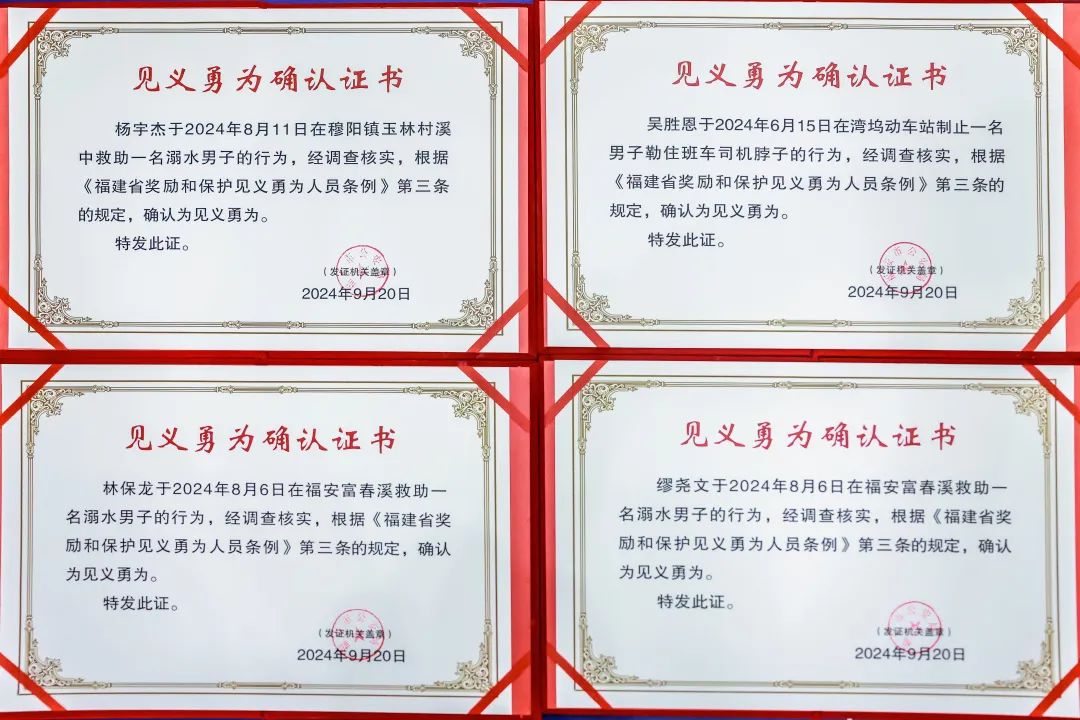 见义勇为确认证书
杨宇杰于2024年8月11日在穆阳镇玉林村溪
中救助一名溺水男子的行为，经调查核实，根据
《福建省奖励和保护见义勇为人员条例》第三条
的规定，确认为见义勇为。
特发此证。
（发证机关盖章）
2024年9月20日
见义勇为确认证书
吴胜恩于2024年6月15日在湾坞动车站制止一名
男子勒住班车司机脖子的行为，经调查核实，根据
《福建省奖励和保护见义勇为人员条例》第三条的
规定，确认为见义勇为。
特发此证。
（发证机关盖章）
2024年9月20日
见义勇为确认证书
林保龙于2024年8月6日在福安富春溪救助一
名溺水男子的行为，经调查核实，根据《福建省奖
励和保护见义勇为人员条例》第三条的规定，确认
为见义勇为。
特发此证。
（发证机关盖章）
2024年9月20日
见义勇为确认证书
缪尧文于2024年8月6日在福安富春溪救助一
名溺水男子的行为，经调查核实，根据《福建省奖
励和保护见义勇为人员条例》第三条的规定，确认
为见义勇为。
特发此证。
（发证机关盖章）
2024年9月20日